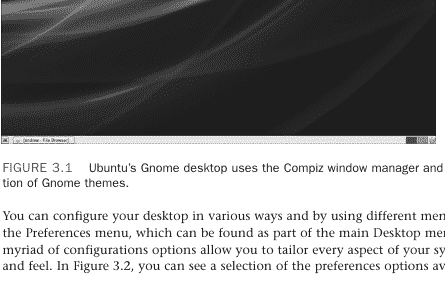 [andrew - File Browser]
FIGURE 3.1 Ubuntu's Gnome desktop uses the Compiz window manager and
tion of Gnome themes.
You can configure your desktop in various ways and by using different men
the Preferences menu, which can be found as part of the main Desktop men
myriad of configurations options allow you to tailor every aspect of your sy
and feel. In Figure 3.2, you can see a selection of the preferences options av